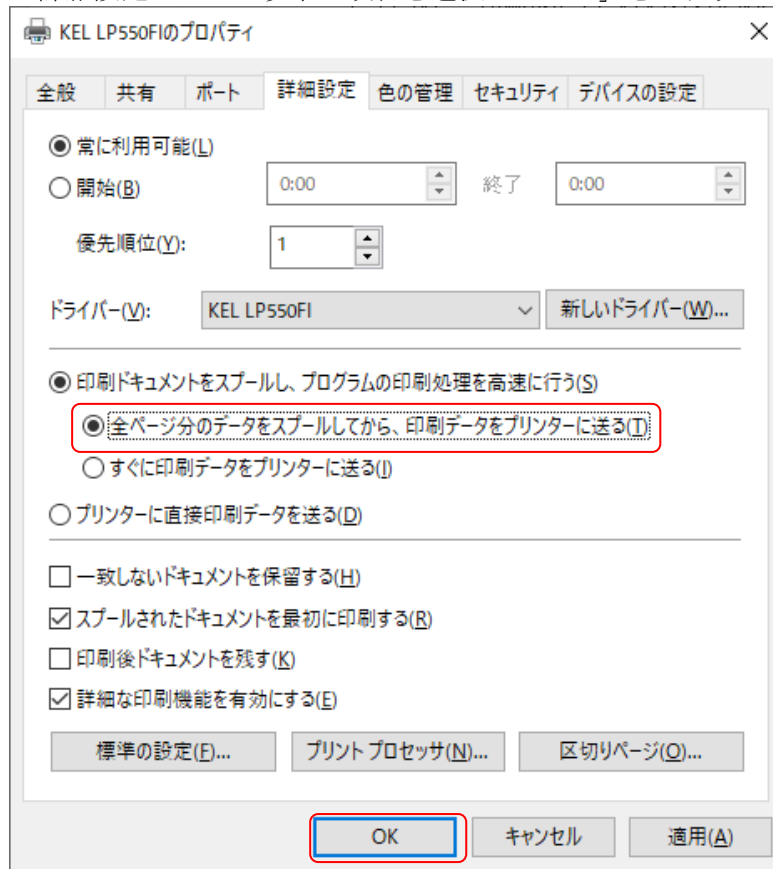 KEL LP550FIのプロパティ
全般 共有 ポート 詳細設定 色の管理 セキュリティ デバイスの設定
常に利用可能(L)
開始(B) 0:00 終了 0:00
優先順位(Y): 1
ドライバー(V): KEL LP550FI 新しいドライバー(W)...
印刷ドキュメントをスプールし、プログラムの印刷処理を高速に行う(S)
全ページ分のデータをスプールしてから、印刷データをプリンターに送る(T)
すぐに印刷データをプリンターに送る(I)
プリンターに直接印刷データを送る(D)
一致しないドキュメントを保留する(H)
スプールされたドキュメントを最初に印刷する(R)
印刷後ドキュメントを残す(K)
詳細な印刷機能を有効にする(E)
標準の設定(F)... プリント プロセッサ(N)... 区切りページ(O)...
OK キャンセル 適用(A)